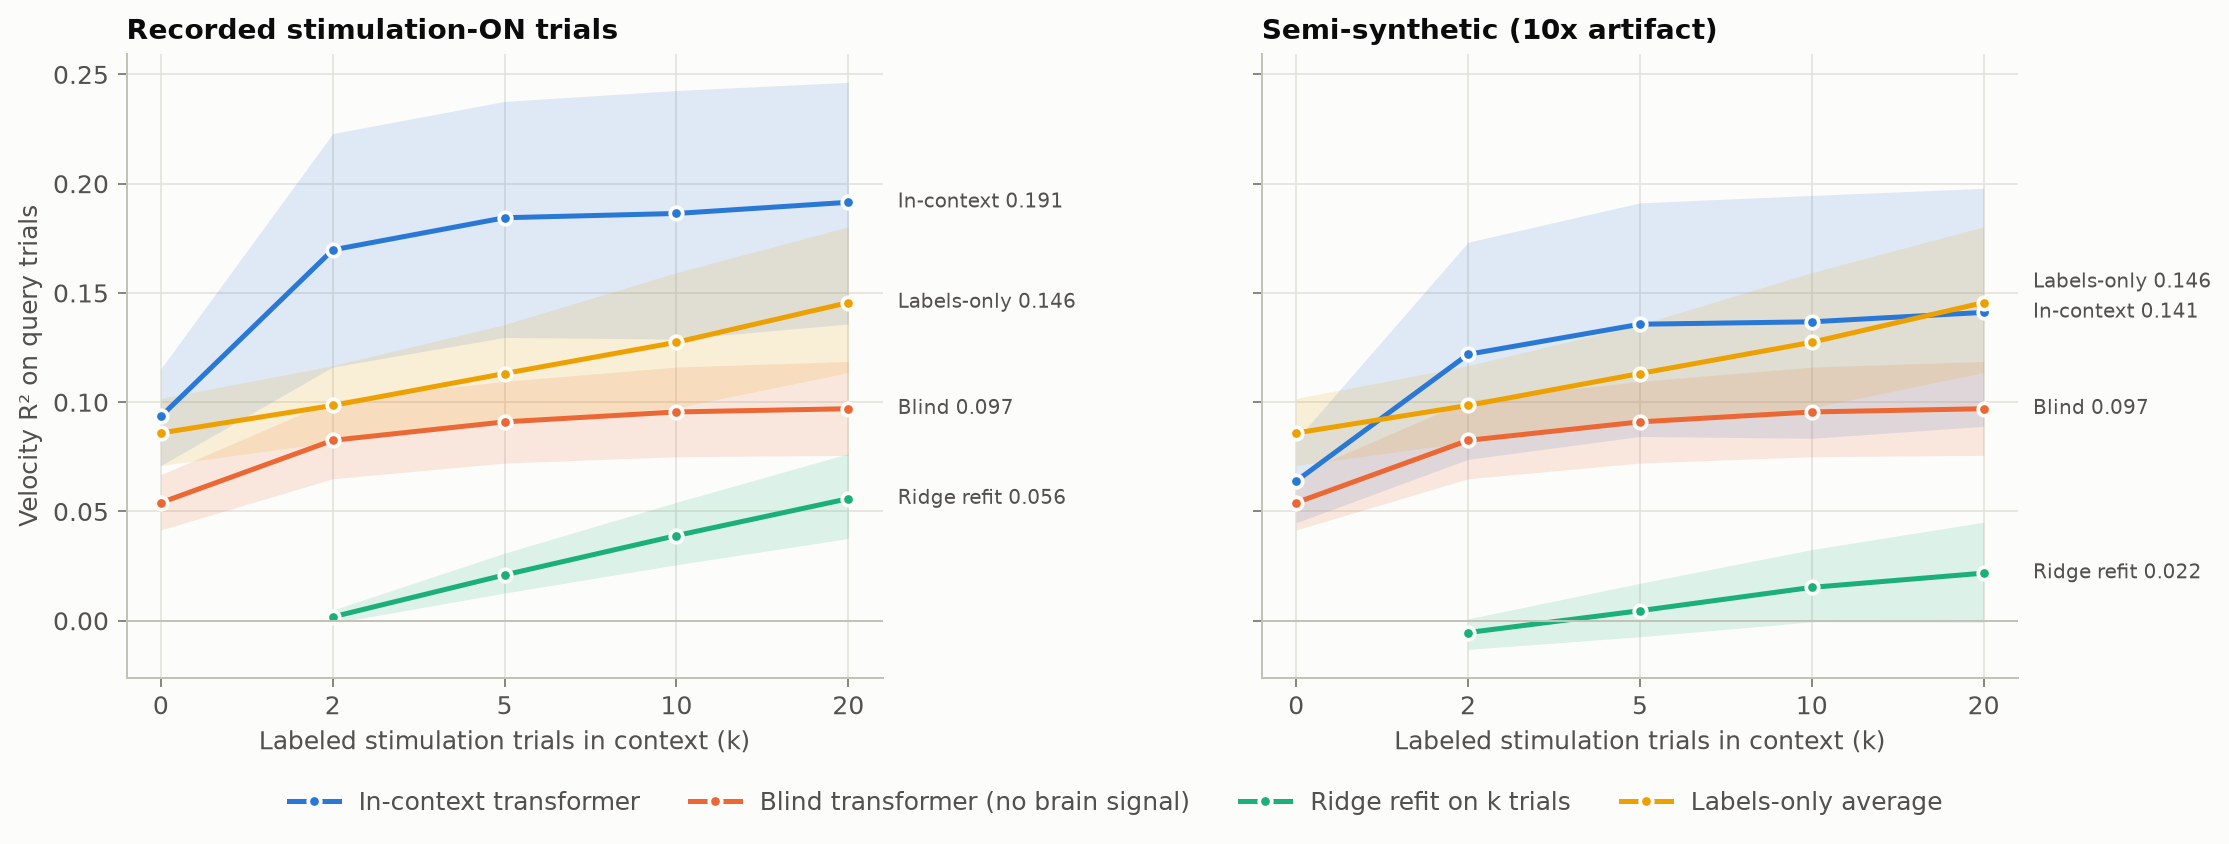 Recorded stimulation-ON trials
Velocity R² on query trials
0.25
0.20
0.15
0.10
0.05
0.00
In-context 0.191
Labels-only 0.146
Blind 0.097
Ridge refit 0.056
0 2 5 10 20
Labeled stimulation trials in context (k)
Semi-synthetic (10x artifact)
Labels-only 0.146
In-context 0.141
Blind 0.097
Ridge refit 0.022
0 2 5 10 20
Labeled stimulation trials in context (k)
In-context transformer
Blind transformer (no brain signal)
Ridge refit on k trials
Labels-only average